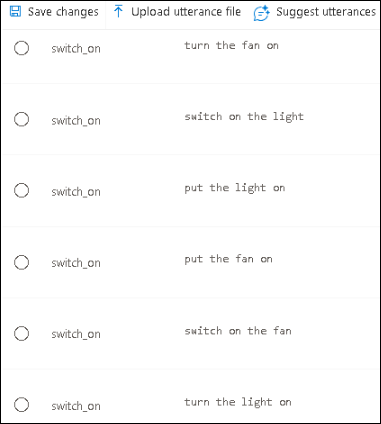 Save changes Upload utterance file Suggest utterances
switch_on turn the fan on
switch_on switch on the light
switch_on put the light on
switch_on put the fan on
switch_on switch on the fan
switch_on turn the light on